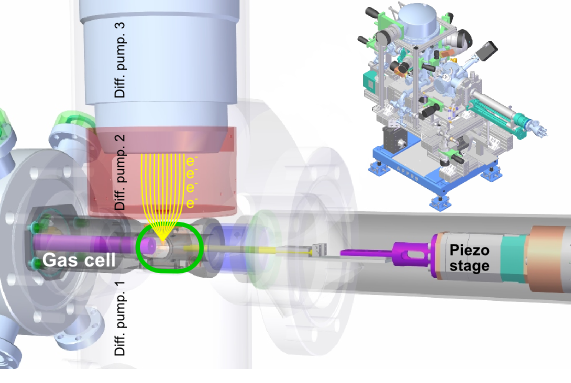 Diff. pump. 3
Diff. pump. 2
e-
e-
e-
e-
Gas cell
Piezo
stage
Diff. pump. 1